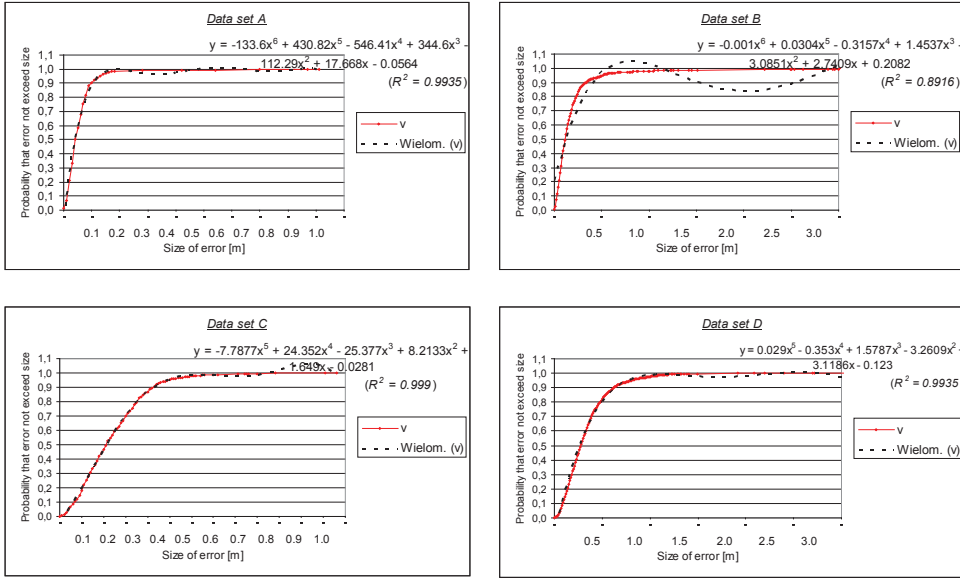 Data set A
y = -133.6x⁶ + 430.82x⁵ - 546.41x⁴ + 344.6x³ -
112.29x² + 17.668x - 0.0564
(R² = 0.9935)
Probability that error not exceed size
1,1
1,0
0,9
0,8
0,7
0,6
0,5
0,4
0,3
0,2
0,1
0,0
v
Wielom. (v)
0.1 0.2 0.3 0.4 0.5 0.6 0.7 0.8 0.9 1.0
Size of error [m]
Data set B
y = -0.001x⁶ + 0.0304x⁵ - 0.3157x⁴ + 1.4537x³ -
3.0851x² + 2.7409x + 0.2082
(R² = 0.8916)
Probability that error not exceed size
1,1
1,0
0,9
0,8
0,7
0,6
0,5
0,4
0,3
0,2
0,1
0,0
v
Wielom. (v)
0.5 1.0 1.5 2.0 2.5 3.0
Size of error [m]
Data set C
y = -7.7877x⁵ + 24.352x⁴ - 25.377x³ + 8.2133x² +
1.649x - 0.0281
(R² = 0.999)
Probability that error not exceed size
1,1
1,0
0,9
0,8
0,7
0,6
0,5
0,4
0,3
0,2
0,1
0,0
v
Wielom. (v)
0.1 0.2 0.3 0.4 0.5 0.6 0.7 0.8 0.9 1.0
Size of error [m]
Data set D
y = 0.029x⁵ - 0.353x⁴ + 1.5787x³ - 3.2609x² +
3.1186x - 0.123
(R² = 0.9935
Probability that error not exceed size
1,1
1,0
0,9
0,8
0,7
0,6
0,5
0,4
0,3
0,2
0,1
0,0
v
Wielom. (v)
0.5 1.0 1.5 2.0 2.5 3.0
Size of error [m]